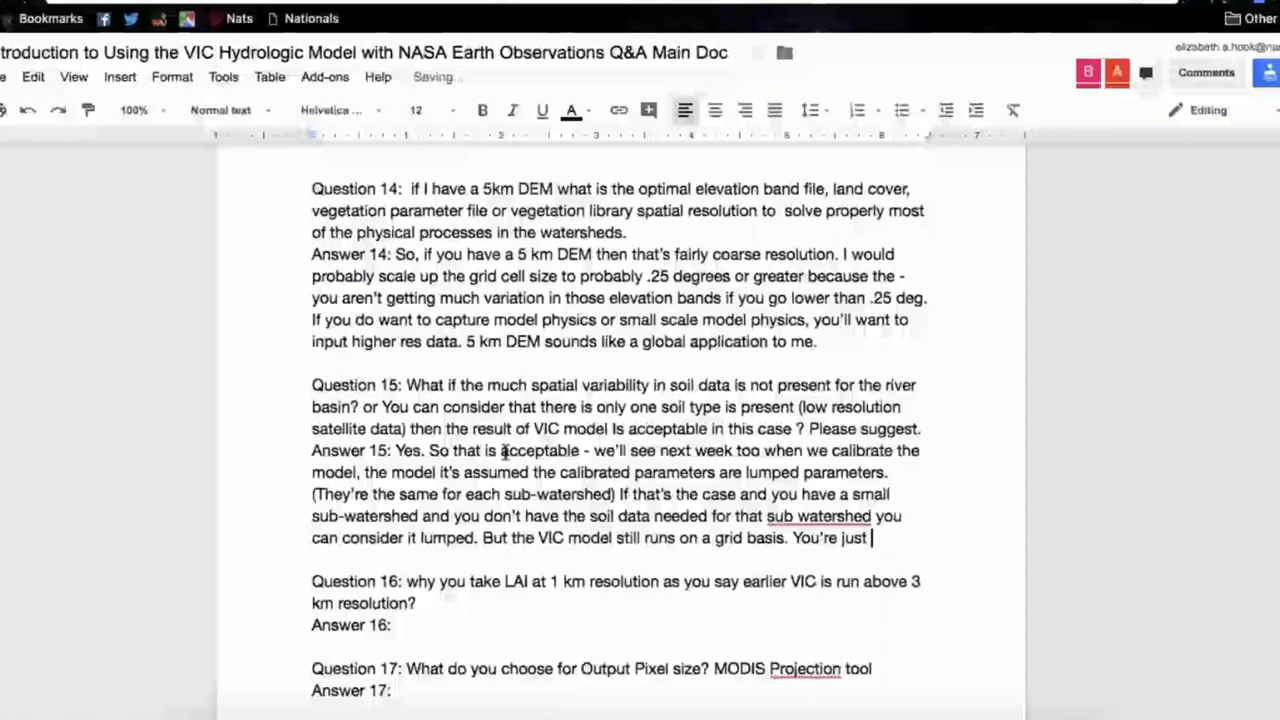 Bookmarks Nats Nationals Other
ntroduction to Using the VIC Hydrologic Model with NASA Earth Observations Q&A Main Doc
Edit View Insert Format Tools Table Add-ons Help Saving...
B A Comments
100% Normal text Helvetica ... 12 B I U A Editing
1 2 3 4 5 6 7
Question 14: if I have a 5km DEM what is the optimal elevation band file, land cover,
vegetation parameter file or vegetation library spatial resolution to solve properly most
of the physical processes in the watersheds.
Answer 14: So, if you have a 5 km DEM then that's fairly coarse resolution. I would
probably scale up the grid cell size to probably .25 degrees or greater because the -
you aren't getting much variation in those elevation bands if you go lower than .25 deg.
If you do want to capture model physics or small scale model physics, you'll want to
input higher res data. 5 km DEM sounds like a global application to me.
Question 15: What if the much spatial variability in soil data is not present for the river
basin? or You can consider that there is only one soil type is present (low resolution
satellite data) then the result of VIC model Is acceptable in this case ? Please suggest.
Answer 15: Yes. So that is acceptable - we'll see next week too when we calibrate the
model, the model it's assumed the calibrated parameters are lumped parameters.
(They're the same for each sub-watershed) If that's the case and you have a small
sub-watershed and you don't have the soil data needed for that sub watershed you
can consider it lumped. But the VIC model still runs on a grid basis. You're just
Question 16: why you take LAI at 1 km resolution as you say earlier VIC is run above 3
km resolution?
Answer 16:
Question 17: What do you choose for Output Pixel size? MODIS Projection tool
Answer 17: